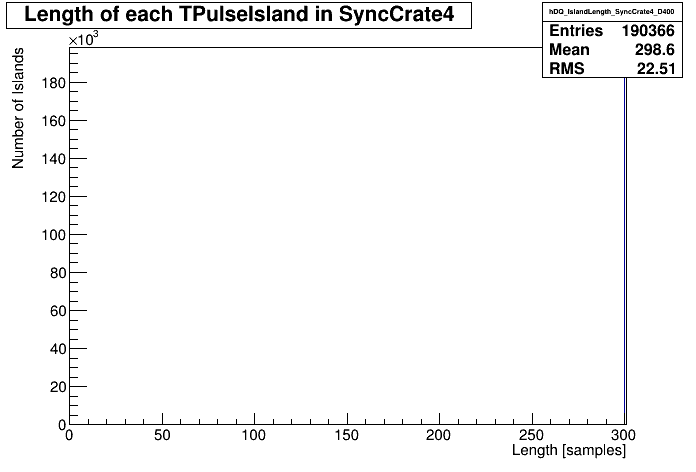 Length of each TPulseIsland in SyncCrate4
hDQ_IslandLength_SyncCrate4_D400
Entries 190366
Mean 298.6
RMS 22.51
×10³
Number of Islands
180
160
140
120
100
80
60
40
20
0
0 50 100 150 200 250 300
Length [samples]